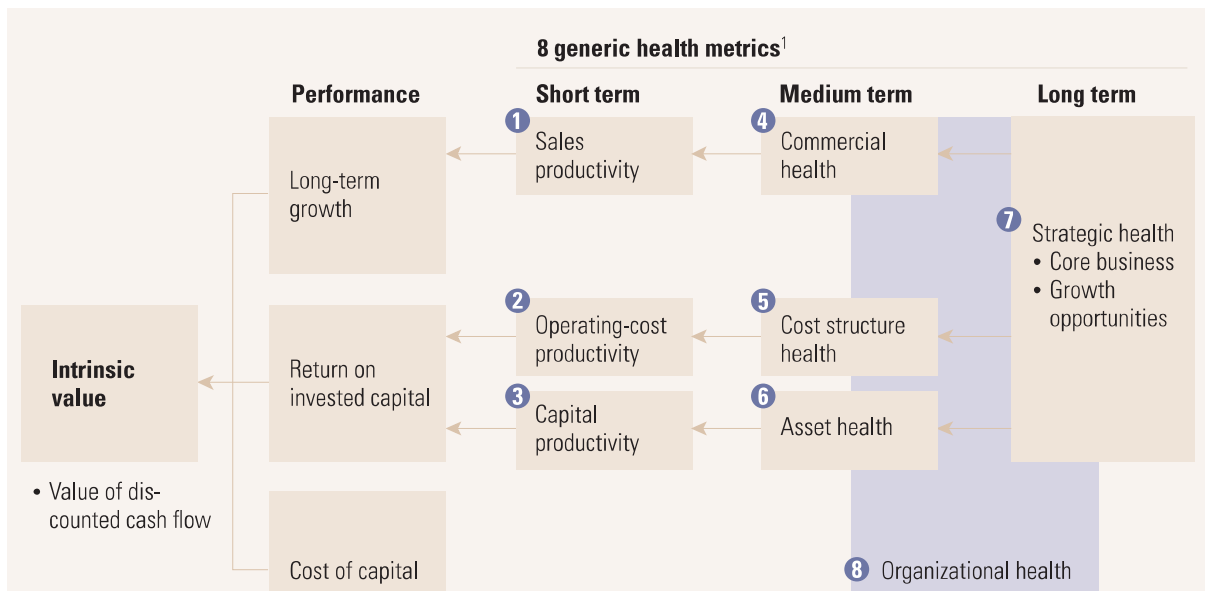 8 generic health metrics¹
Performance
Short term
Medium term
Long term
1
Sales
productivity
4
Commercial
health
Long-term
growth
7
Strategic health
• Core business
• Growth
opportunities
2
Operating-cost
productivity
5
Cost structure
health
Intrinsic
value
Return on
invested capital
3
Capital
productivity
6
Asset health
• Value of dis-
counted cash flow
Cost of capital
8 Organizational health